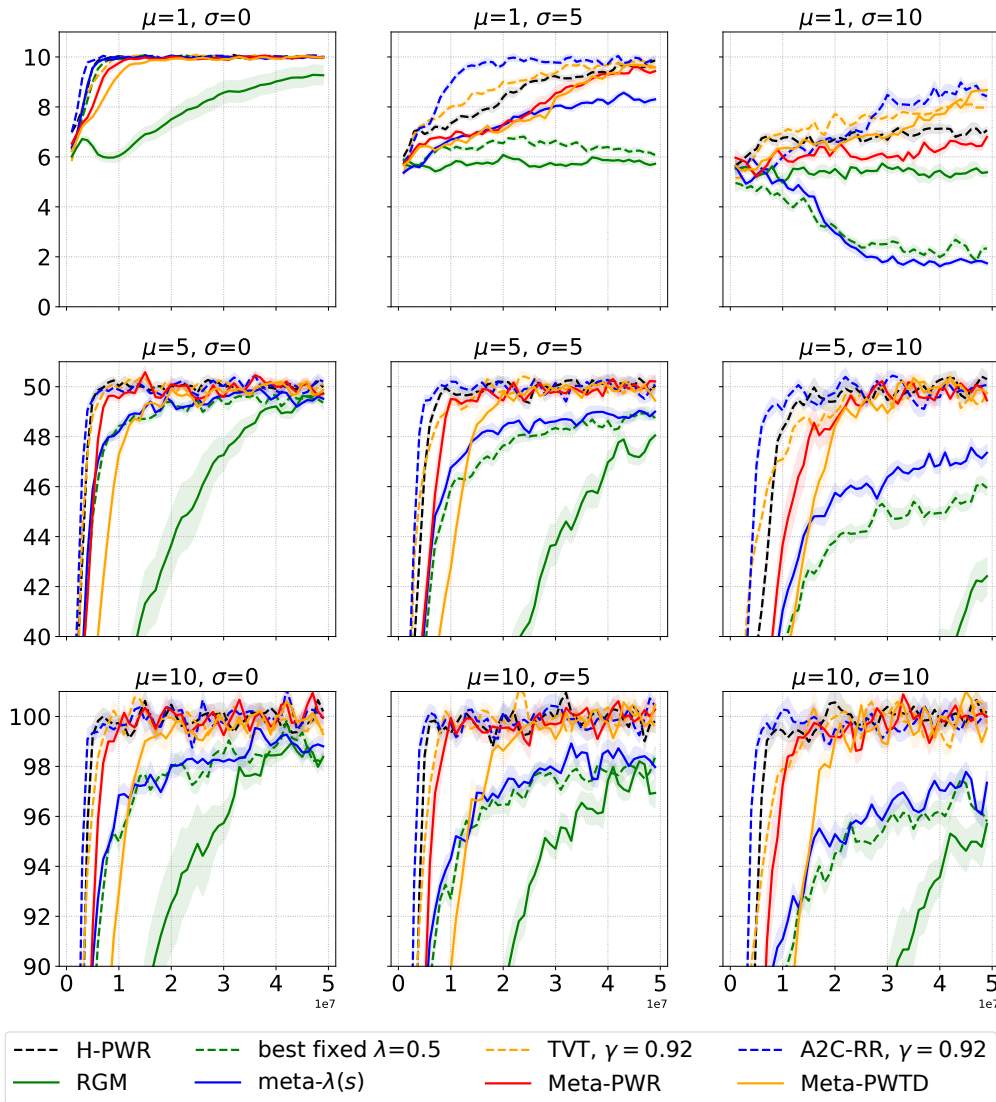 μ=1, σ=0 μ=1, σ=5 μ=1, σ=10
10
8
6
4
2
0
μ=5, σ=0 μ=5, σ=5 μ=5, σ=10
50
48
46
44
42
40
μ=10, σ=0 μ=10, σ=5 μ=10, σ=10
100
98
96
94
92
90
0 1 2 3 4 5 0 1 2 3 4 5 0 1 2 3 4 5
1e7 1e7 1e7
H-PWR best fixed λ=0.5 TVT, γ = 0.92 A2C-RR, γ = 0.92
RGM meta-λ(s) Meta-PWR Meta-PWTD